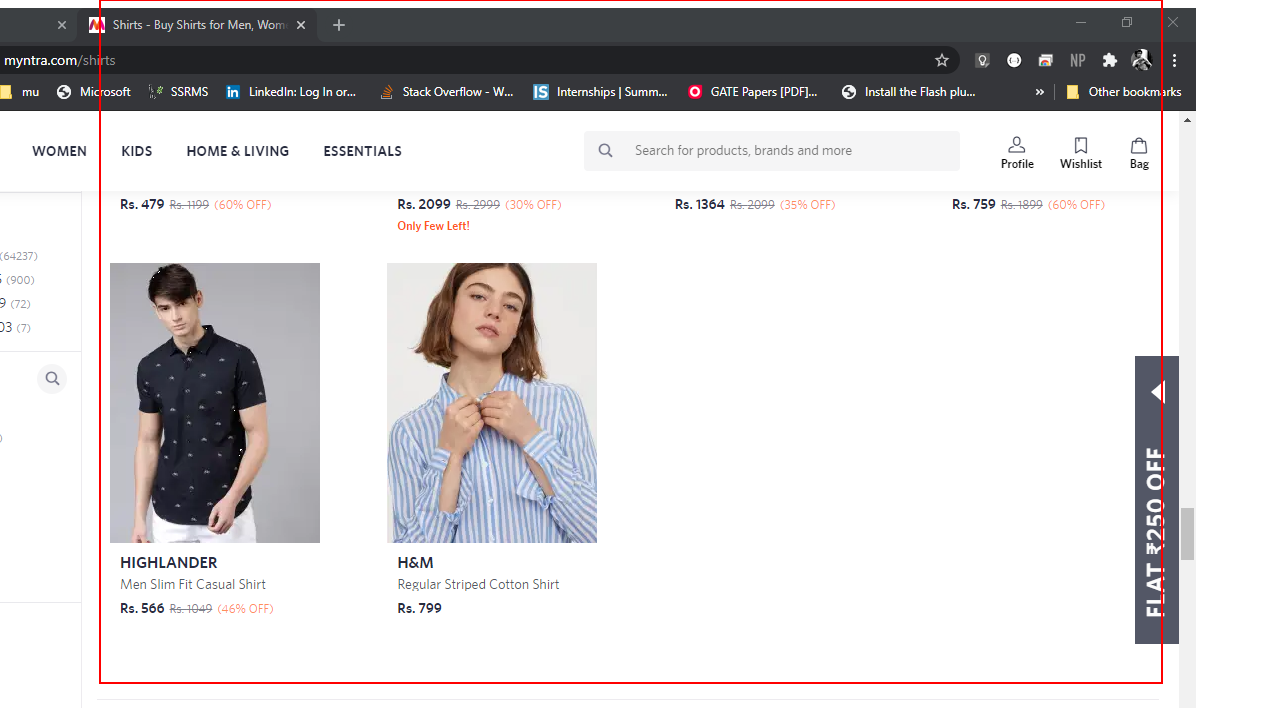 Shirts - Buy Shirts for Men, Wom
myntra.com/shirts
NP
mu Microsoft SSRMS LinkedIn: Log In or... Stack Overflow - W... IS Internships | Summ... GATE Papers [PDF]... Install the Flash plu... » Other bookmarks
WOMEN KIDS HOME & LIVING ESSENTIALS Search for products, brands and more Profile Wishlist Bag
Rs. 479 Rs. 1199 (60% OFF) Rs. 2099 Rs. 2999 (30% OFF) Rs. 1364 Rs. 2099 (35% OFF) Rs. 759 Rs. 1899 (60% OFF)
Only Few Left!
(64237)
(900)
9 (72)
03 (7)
FLAT ₹250 OFF
HIGHLANDER H&M
Men Slim Fit Casual Shirt Regular Striped Cotton Shirt
Rs. 566 Rs. 1049 (46% OFF) Rs. 799